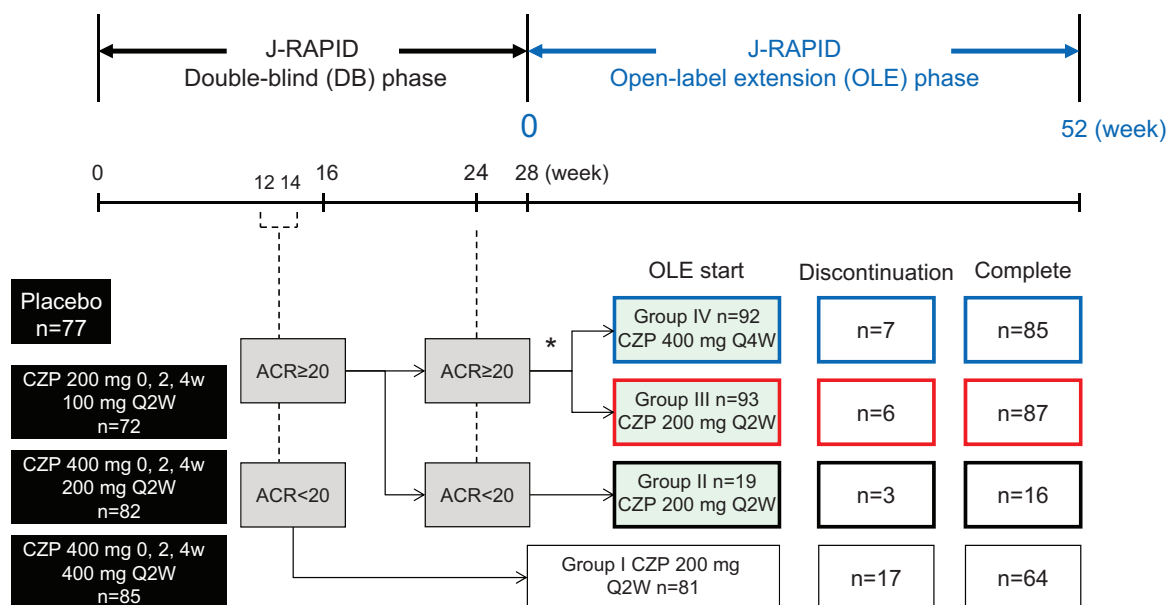 J-RAPID
Double-blind (DB) phase
J-RAPID
Open-label extension (OLE) phase
0
52 (week)
0
12 14
16
24
28 (week)
OLE start
Discontinuation
Complete
Placebo
n=77
CZP 200 mg 0, 2, 4w
100 mg Q2W
n=72
CZP 400 mg 0, 2, 4w
200 mg Q2W
n=82
CZP 400 mg 0, 2, 4w
400 mg Q2W
n=85
ACR≥20
ACR<20
ACR≥20
ACR<20
*
Group IV n=92
CZP 400 mg Q4W
n=7
n=85
Group III n=93
CZP 200 mg Q2W
n=6
n=87
Group II n=19
CZP 200 mg Q2W
n=3
n=16
Group I CZP 200 mg
Q2W n=81
n=17
n=64